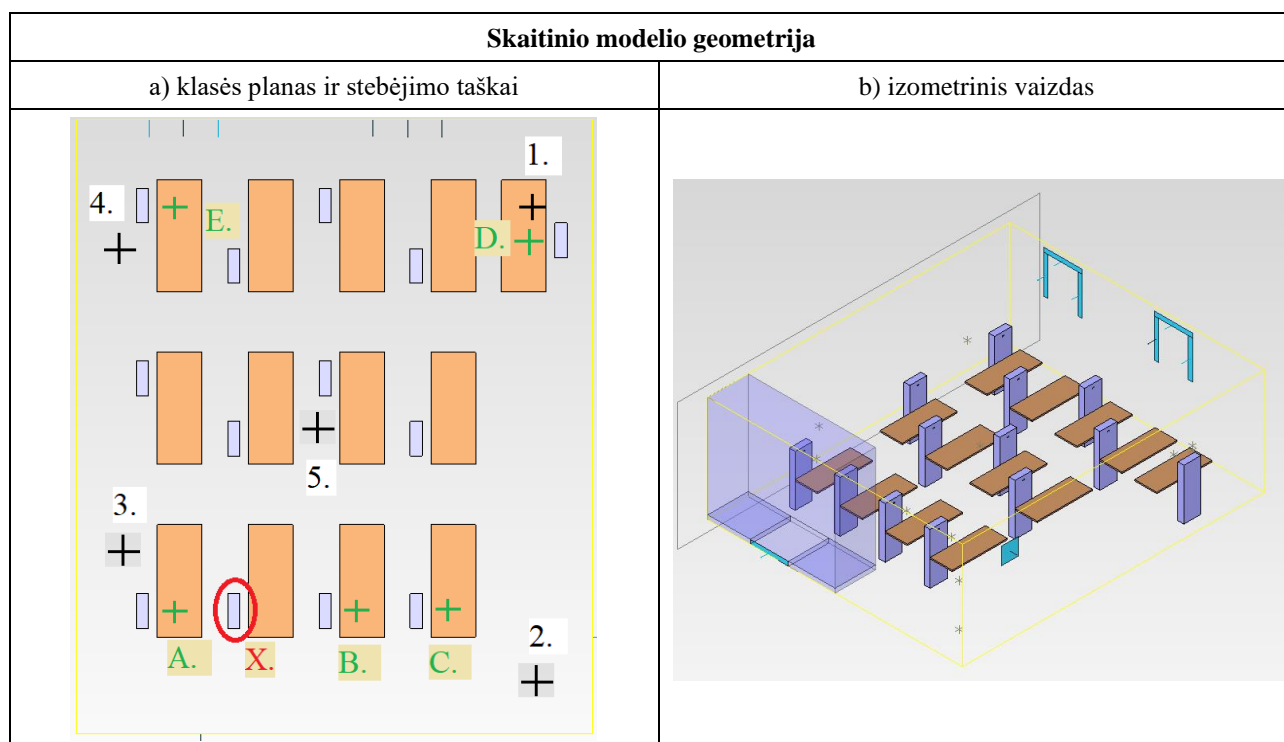 Skaitinio modelio geometrija
a) klasės planas ir stebėjimo taškai
b) izometrinis vaizdas
1.
4.
E.
D.
5.
3.
2.
A.
X.
B.
C.